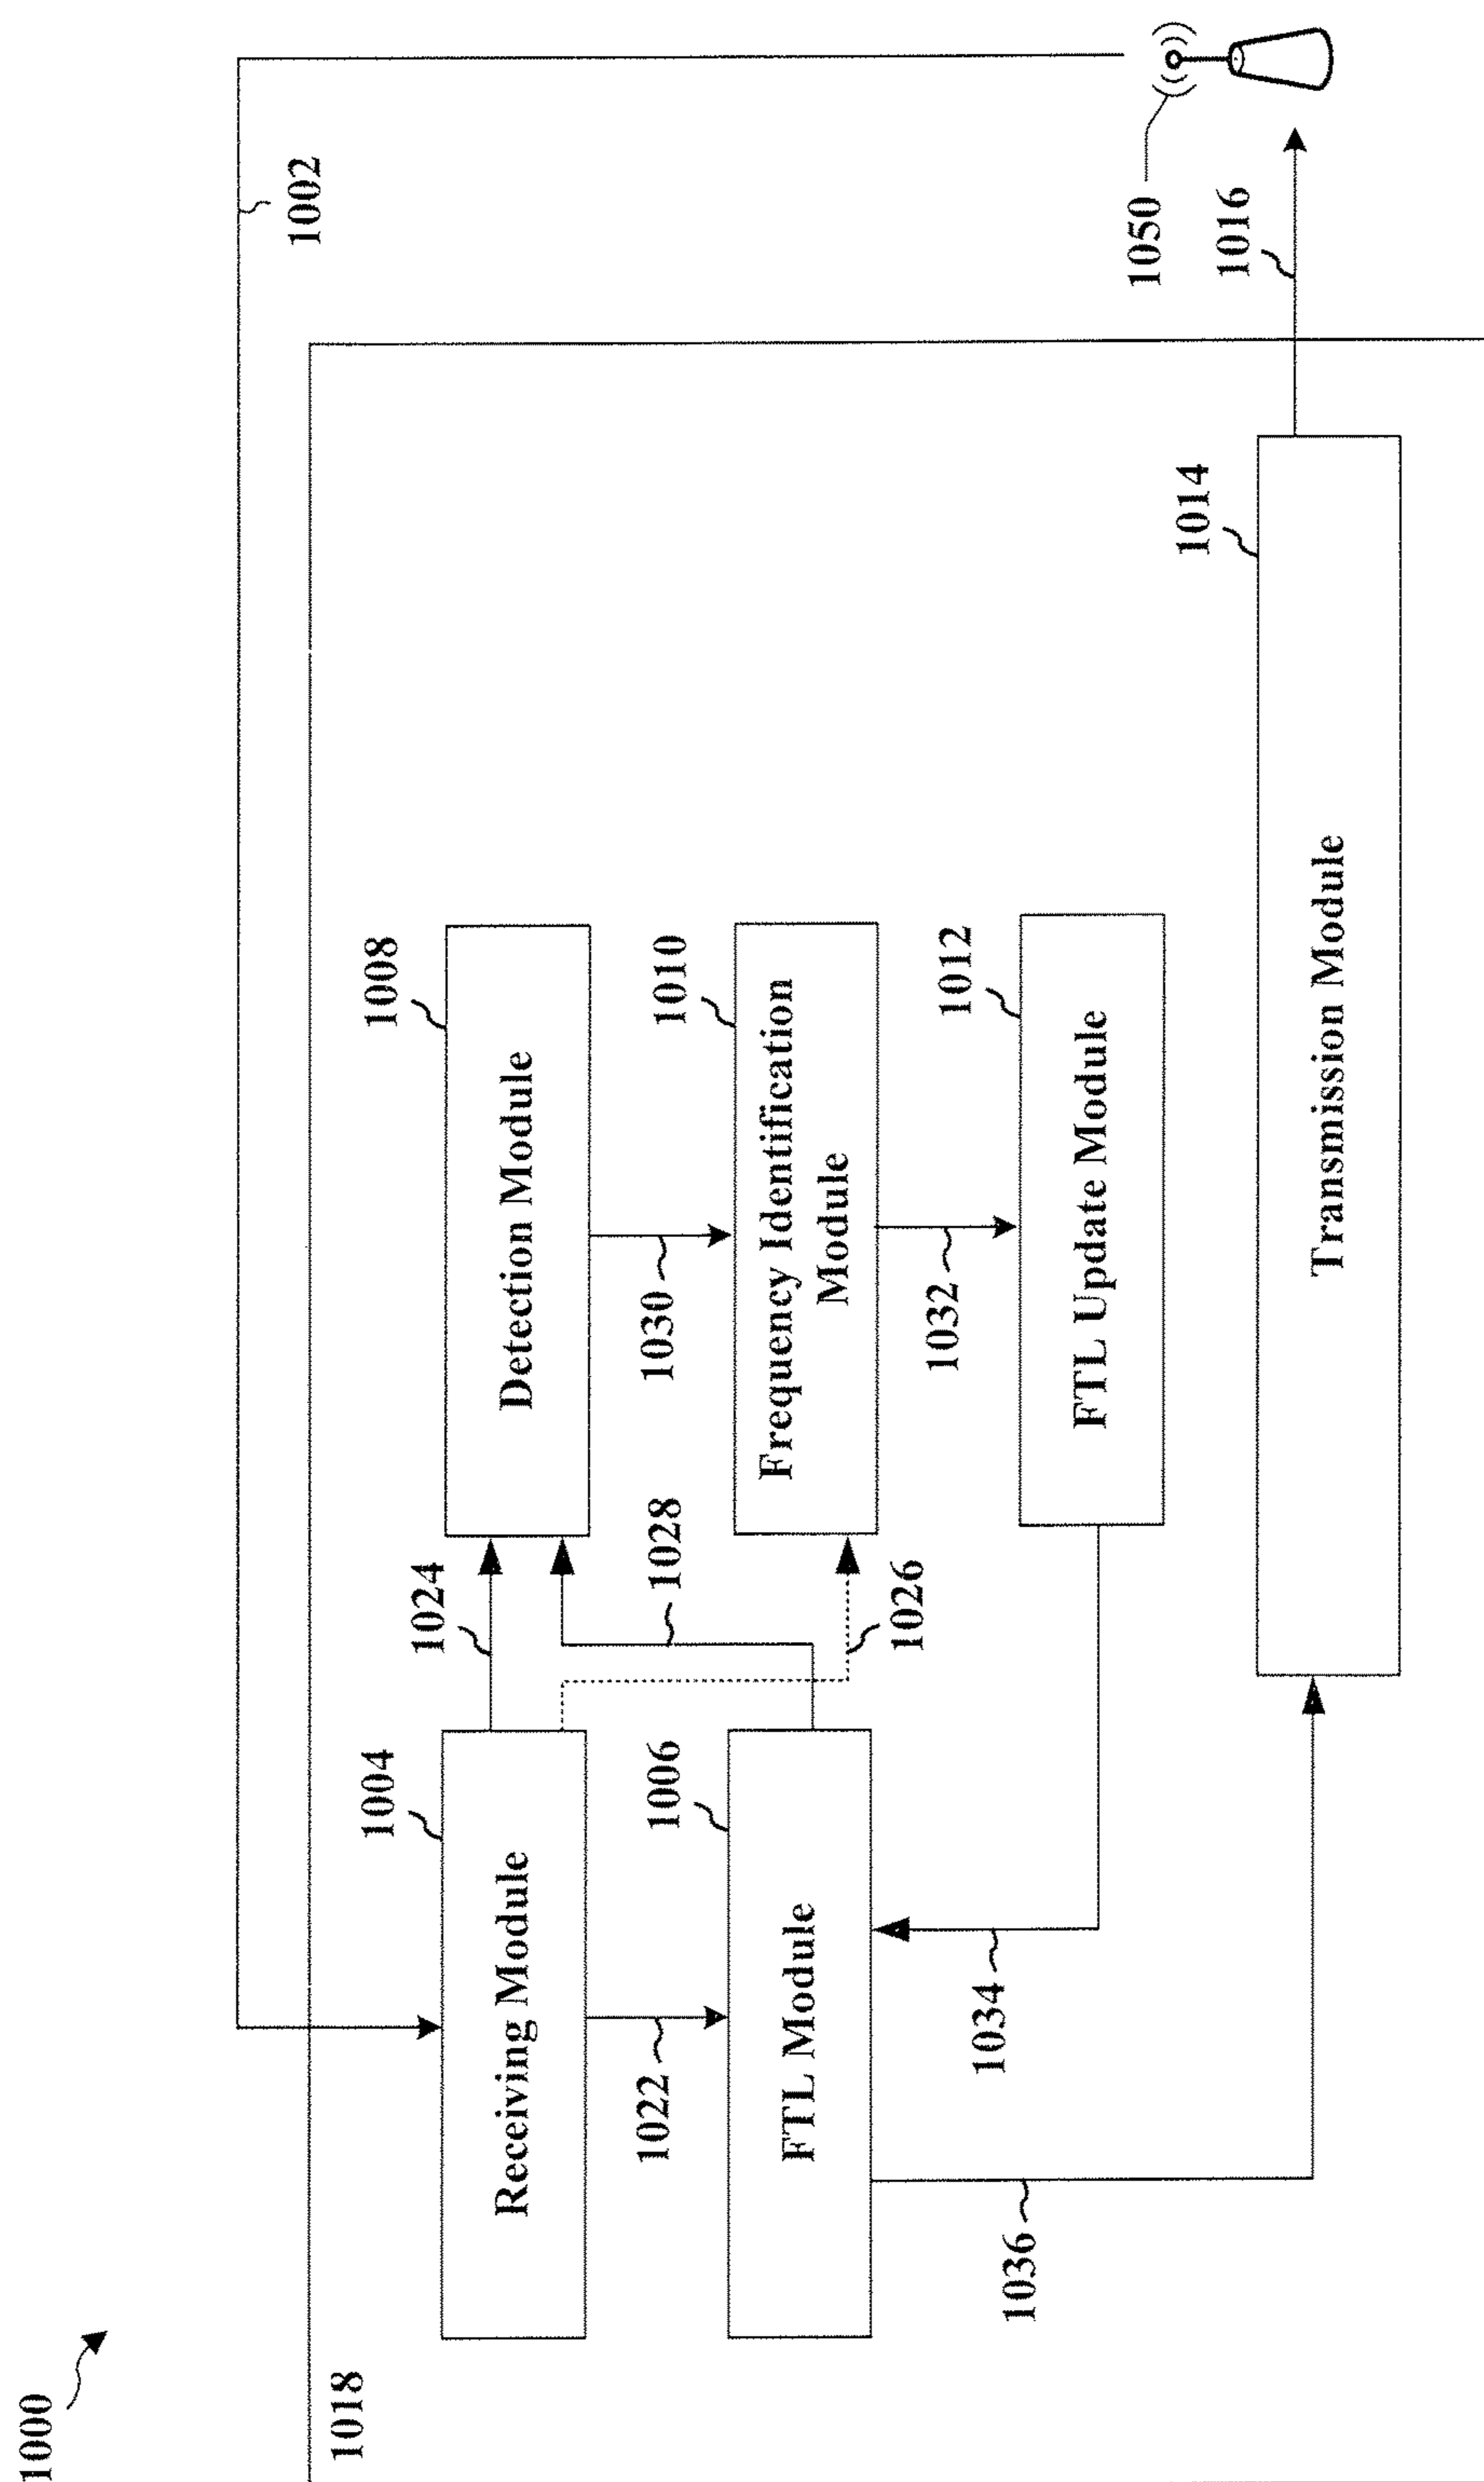 1000
1002
1018
1004
Receiving Module
1024
1008
Detection Module
1022
1028
1030
1006
FTL Module
1026
1010
Frequency Identification
Module
1032
1034
1012
FTL Update Module
1036
1014
Transmission Module
1016
1050